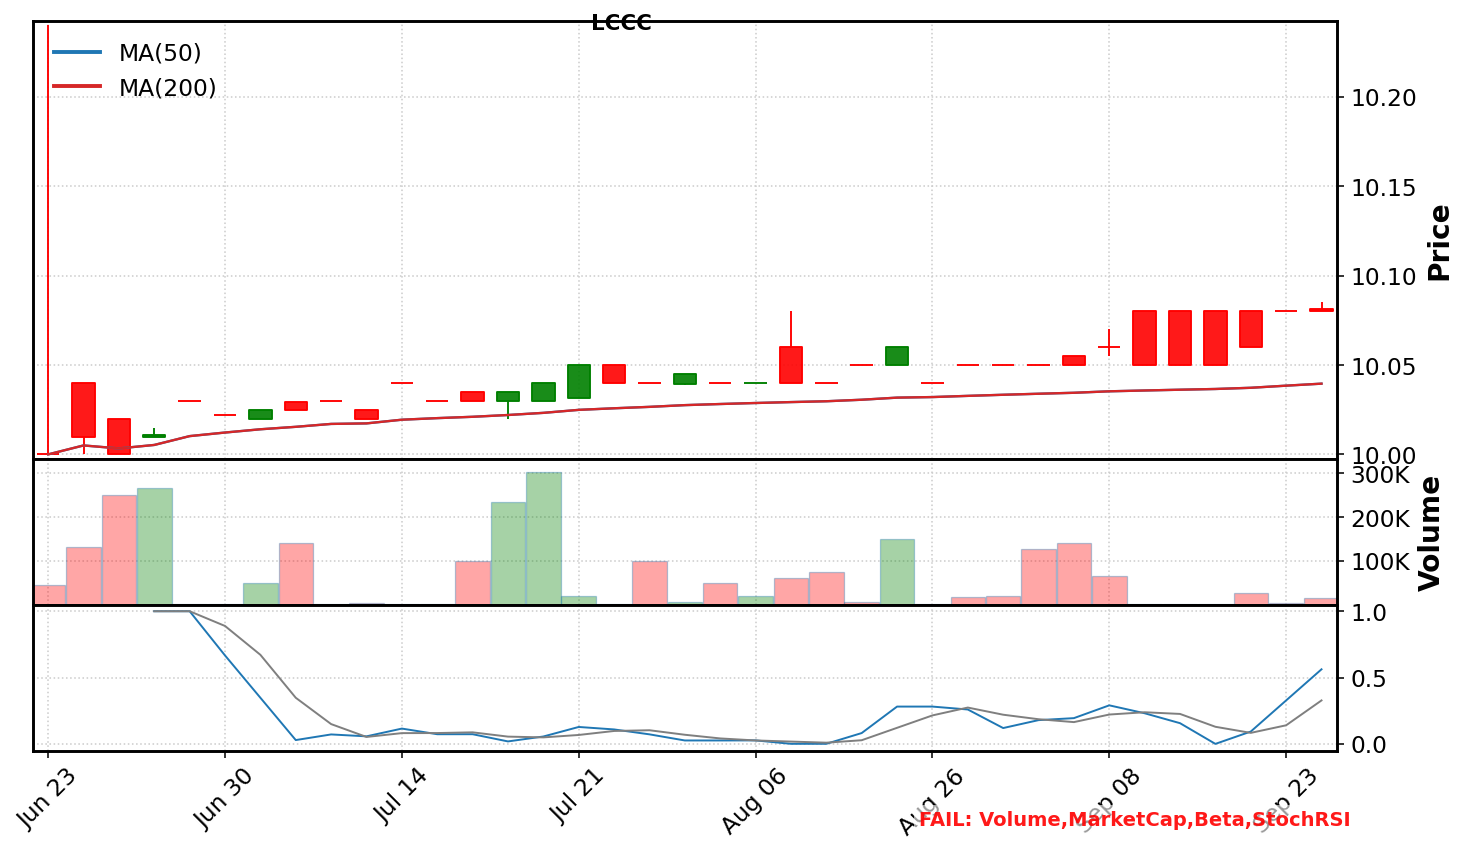 LCCC
MA(50)
MA(200)
10.20
10.15
10.10
10.05
10.00
Price
300K
200K
100K
Volume
1.0
0.5
0.0
Jun 23
Jun 30
Jul 14
Jul 21
Aug 06
Aug 26
Sep 08
Sep 23
FAIL: Volume,MarketCap,Beta,StochRSI